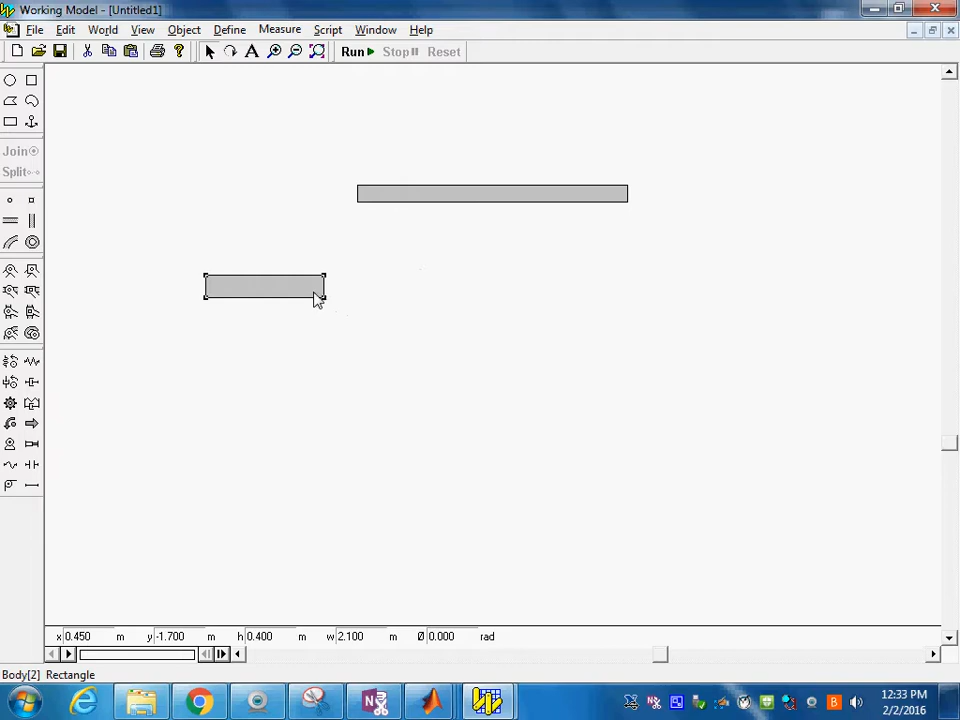 Working Model - [Untitled1]
File Edit World View Object Define Measure Script Window Help
Run Stop Reset
Join
Split
x 0.450 m y -1.700 m h 0.400 m w 2.100 m Ø 0.000 rad
Body[2] Rectangle
12:33 PM
2/2/2016